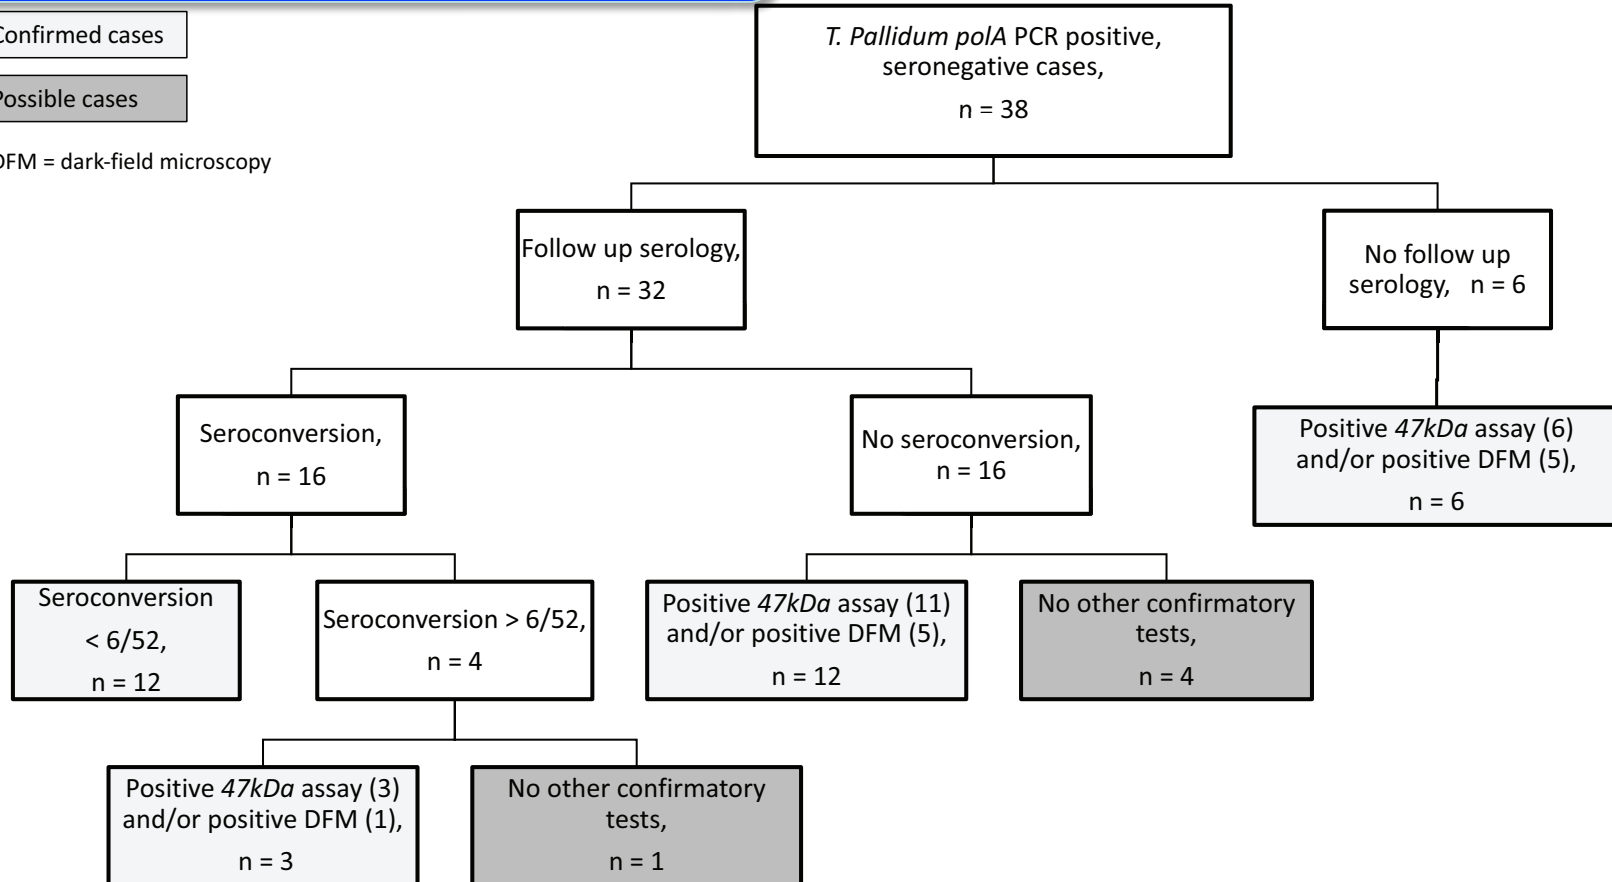 Confirmed cases
Possible cases
DFM = dark-field microscopy
T. Pallidum polA PCR positive,
seronegative cases,
n = 38
Follow up serology,
n = 32
No follow up
serology, n = 6
Seroconversion,
n = 16
No seroconversion,
n = 16
Positive 47kDa assay (6)
and/or positive DFM (5),
n = 6
Seroconversion
< 6/52,
n = 12
Seroconversion > 6/52,
n = 4
Positive 47kDa assay (11)
and/or positive DFM (5),
n = 12
No other confirmatory
tests,
n = 4
Positive 47kDa assay (3)
and/or positive DFM (1),
n = 3
No other confirmatory
tests,
n = 1